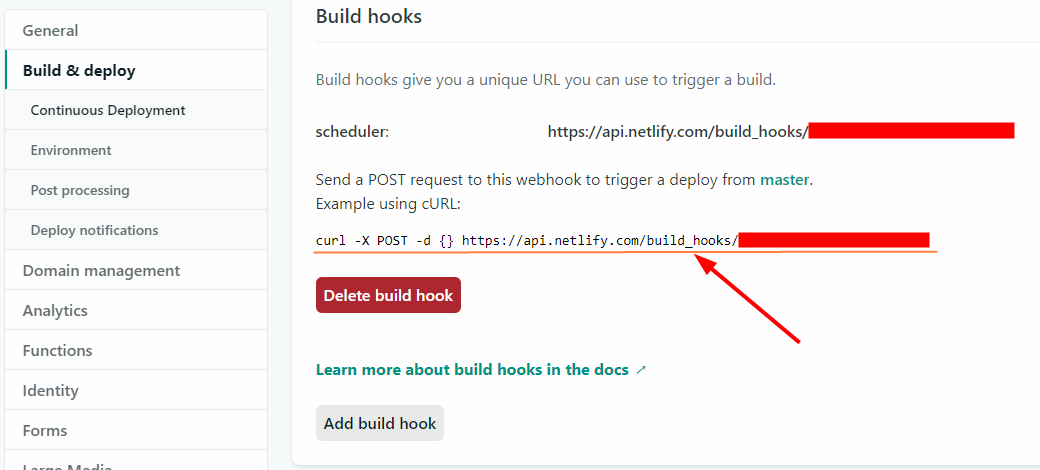 General
Build & deploy
Continuous Deployment
Environment
Post processing
Deploy notifications
Domain management
Analytics
Functions
Identity
Forms
Large Media
Build hooks
Build hooks give you a unique URL you can use to trigger a build.
scheduler: https://api.netlify.com/build_hooks/
Send a POST request to this webhook to trigger a deploy from master.
Example using cURL:
curl -X POST -d {} https://api.netlify.com/build_hooks/
Delete build hook
Learn more about build hooks in the docs ↗
Add build hook